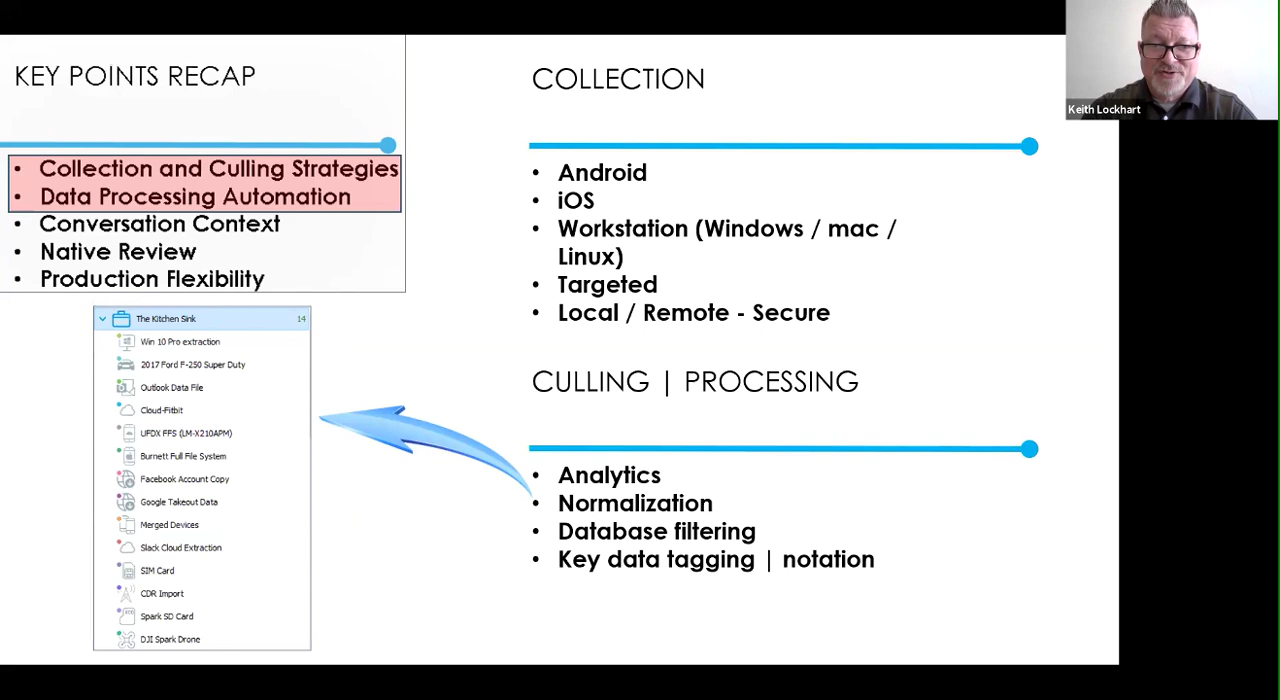 KEY POINTS RECAP
• Collection and Culling Strategies
• Data Processing Automation
• Conversation Context
• Native Review
• Production Flexibility
The Kitchen Sink 14
Win 10 Pro extraction
2017 Ford F-250 Super Duty
Outlook Data File
Cloud-Fitbit
UFDX FFS (LM-X210APM)
Burnett Full File System
Facebook Account Copy
Google Takeout Data
Merged Devices
Slack Cloud Extraction
SIM Card
CDR Import
Spark SD Card
DJI Spark Drone
COLLECTION
• Android
• iOS
• Workstation (Windows / mac /
Linux)
• Targeted
• Local / Remote - Secure
CULLING | PROCESSING
• Analytics
• Normalization
• Database filtering
• Key data tagging | notation
Keith Lockhart